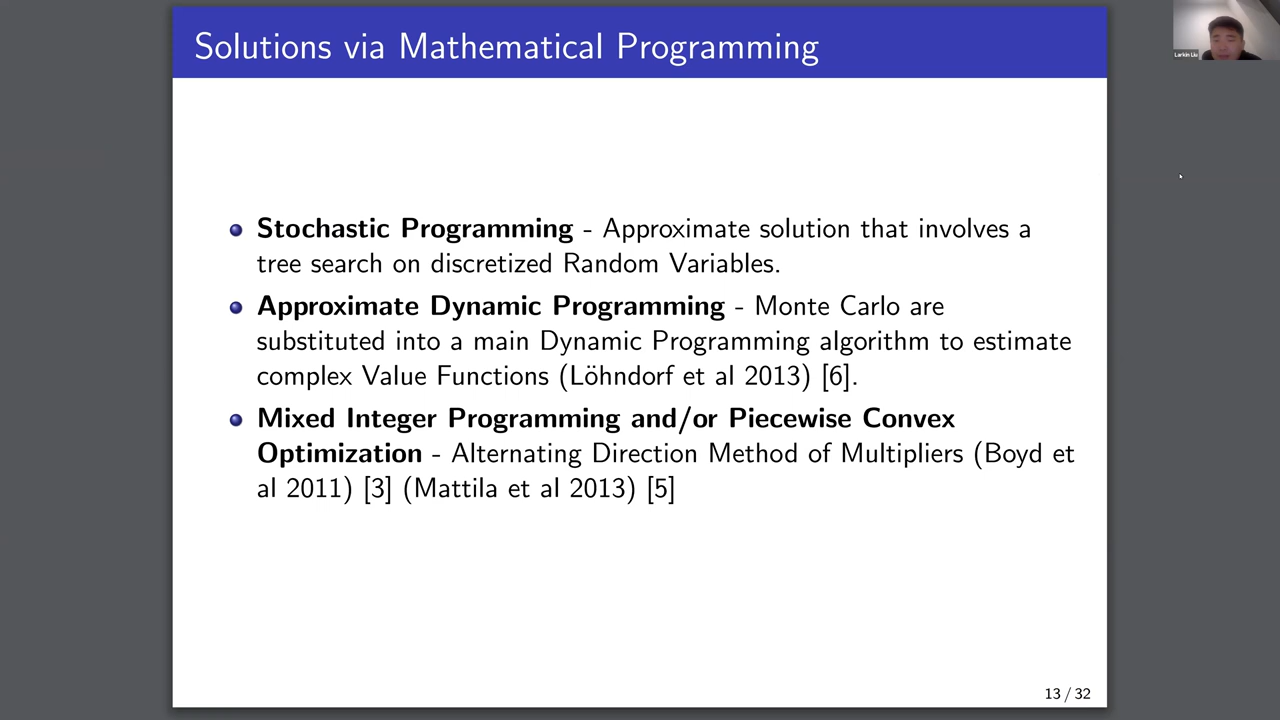 Solutions via Mathematical Programming
Larkin Liu
Stochastic Programming - Approximate solution that involves a
tree search on discretized Random Variables.
Approximate Dynamic Programming - Monte Carlo are
substituted into a main Dynamic Programming algorithm to estimate
complex Value Functions (Löhndorf et al 2013) [6].
Mixed Integer Programming and/or Piecewise Convex
Optimization - Alternating Direction Method of Multipliers (Boyd et
al 2011) [3] (Mattila et al 2013) [5]
13 / 32